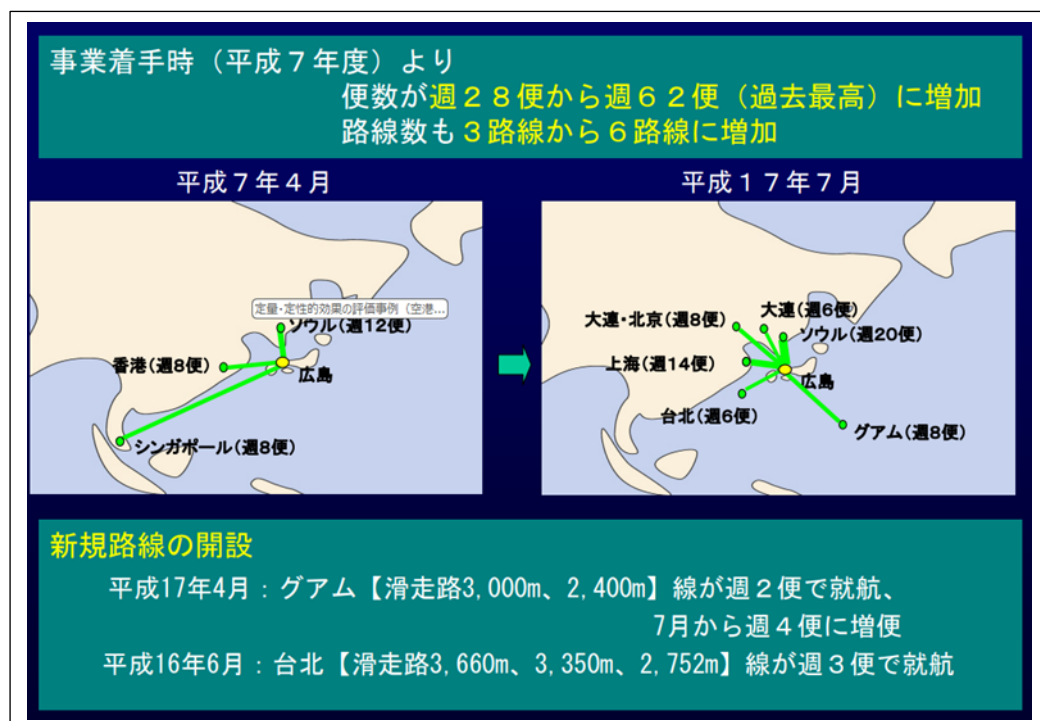 事業着手時（平成７年度）より
便数が週２８便から週６２便（過去最高）に増加
路線数も３路線から６路線に増加
平成７年４月
平成１７年７月
定量・定性的効果の評価事例（空港...
ソウル（週12便）
香港（週8便）
広島
シンガポール（週8便）
大連（週6便）
大連・北京（週8便）
ソウル（週20便）
上海（週14便）
広島
台北（週6便）
グアム（週8便）
新規路線の開設
平成17年4月：グアム【滑走路3,000m、2,400m】線が週２便で就航、
7月から週４便に増便
平成16年6月：台北【滑走路3,660m、3,350m、2,752m】線が週３便で就航